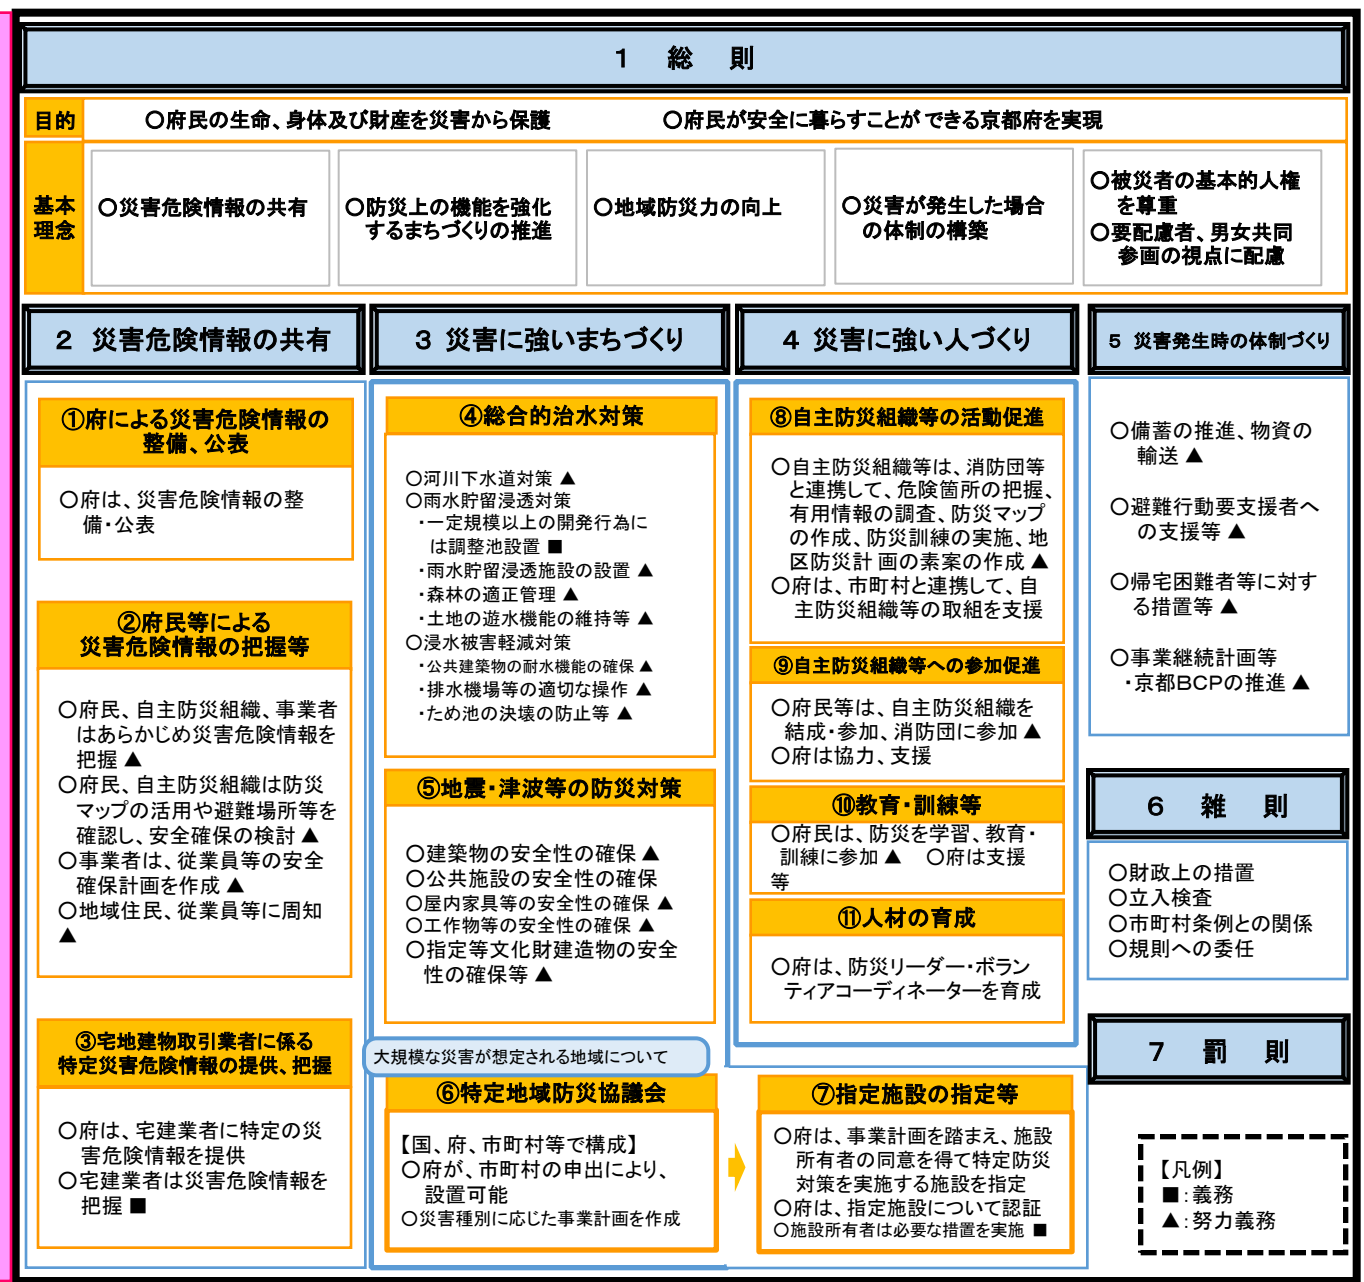 １　総　則
目的
〇府民の生命、身体及び財産を災害から保護
〇府民が安全に暮らすことができる京都府を実現
基本
理念
〇災害危険情報の共有
〇防災上の機能を強化
するまちづくりの推進
〇地域防災力の向上
〇災害が発生した場合
の体制の構築
〇被災者の基本的人権
を尊重
〇要配慮者、男女共同
参画の視点に配慮
２ 災害危険情報の共有
①府による災害危険情報の
整備、公表
〇府は、災害危険情報の整
備・公表
②府民等による
災害危険情報の把握等
〇府民、自主防災組織、事業者
はあらかじめ災害危険情報を
把握 ▲
〇府民、自主防災組織は防災
マップの活用や避難場所等を
確認し、安全確保の検討 ▲
〇事業者は、従業員等の安全
確保計画を作成 ▲
〇地域住民、従業員等に周知
▲
③宅地建物取引業者に係る
特定災害危険情報の提供、把握
〇府は、宅建業者に特定の災
害危険情報を提供
〇宅建業者は災害危険情報を
把握 ■
３ 災害に強いまちづくり
④総合的治水対策
〇河川下水道対策 ▲
〇雨水貯留浸透対策
・一定規模以上の開発行為に
は調整池設置 ■
・雨水貯留浸透施設の設置 ▲
・森林の適正管理 ▲
・土地の遊水機能の維持等 ▲
〇浸水被害軽減対策
・公共建築物の耐水機能の確保 ▲
・排水機場等の適切な操作 ▲
・ため池の決壊の防止等 ▲
⑤地震・津波等の防災対策
〇建築物の安全性の確保 ▲
〇公共施設の安全性の確保
〇屋内家具等の安全性の確保 ▲
〇工作物等の安全性の確保 ▲
〇指定等文化財建造物の安全
性の確保等 ▲
大規模な災害が想定される地域について
⑥特定地域防災協議会
【国、府、市町村等で構成】
〇府が、市町村の申出により、
設置可能
〇災害種別に応じた事業計画を作成
⑦指定施設の指定等
〇府は、事業計画を踏まえ、施設
所有者の同意を得て特定防災
対策を実施する施設を指定
〇府は、指定施設について認証
〇施設所有者は必要な措置を実施 ■
４ 災害に強い人づくり
⑧自主防災組織等の活動促進
〇自主防災組織等は、消防団等
と連携して、危険箇所の把握、
有用情報の調査、防災マップ
の作成、防災訓練の実施、地
区防災計画の素案の作成 ▲
〇府は、市町村と連携して、自
主防災組織等の取組を支援
⑨自主防災組織等への参加促進
〇府民等は、自主防災組織を
結成・参加、消防団に参加 ▲
〇府は協力、支援
⑩教育・訓練等
〇府民は、防災を学習、教育・
訓練に参加 ▲　〇府は支援
等
⑪人材の育成
〇府は、防災リーダー・ボラン
ティアコーディネーターを育成
５ 災害発生時の体制づくり
〇備蓄の推進、物資の
輸送 ▲
〇避難行動要支援者へ
の支援等 ▲
〇帰宅困難者等に対す
る措置等 ▲
〇事業継続計画等
・京都ＢＣＰの推進 ▲
６　雑　則
〇財政上の措置
〇立入検査
〇市町村条例との関係
〇規則への委任
７　罰　則
【凡例】
■：義務
▲：努力義務